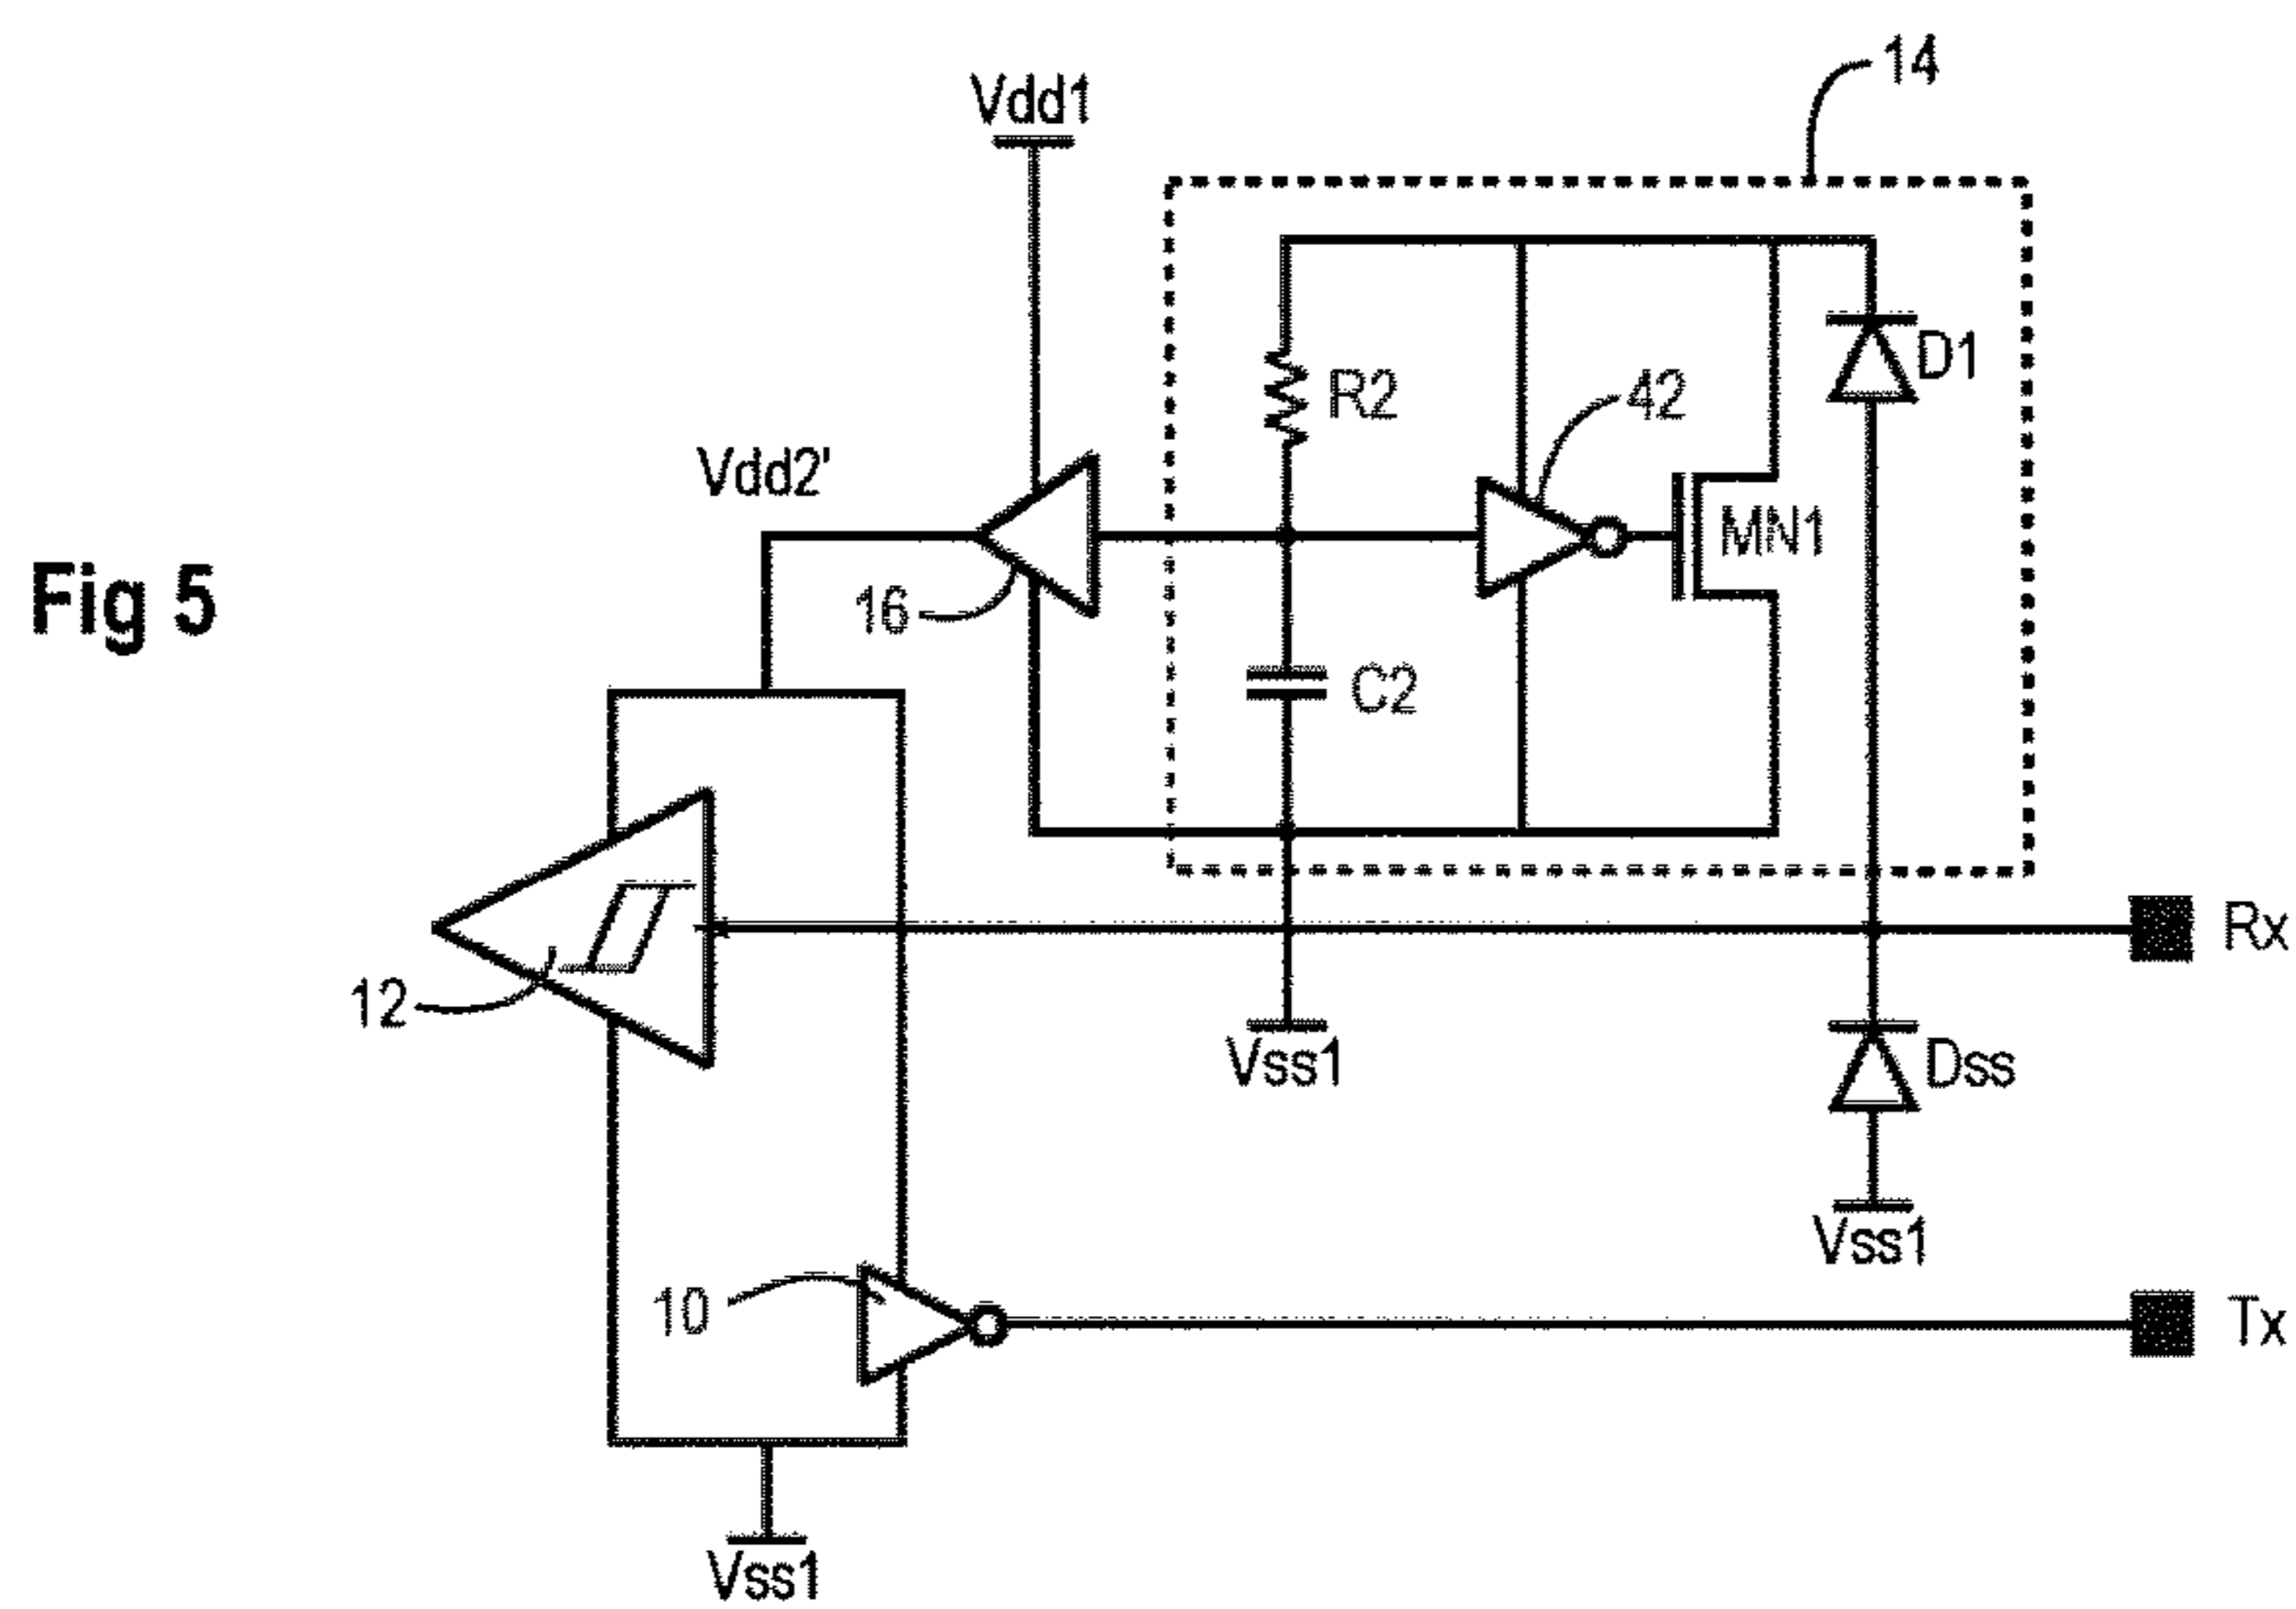 14
Vdd1
D1
R2
42
Vdd2'
MN1
Fig 5
16
C2
Rx
12
Vss1
Dss
Vss1
10
Tx
Vss1